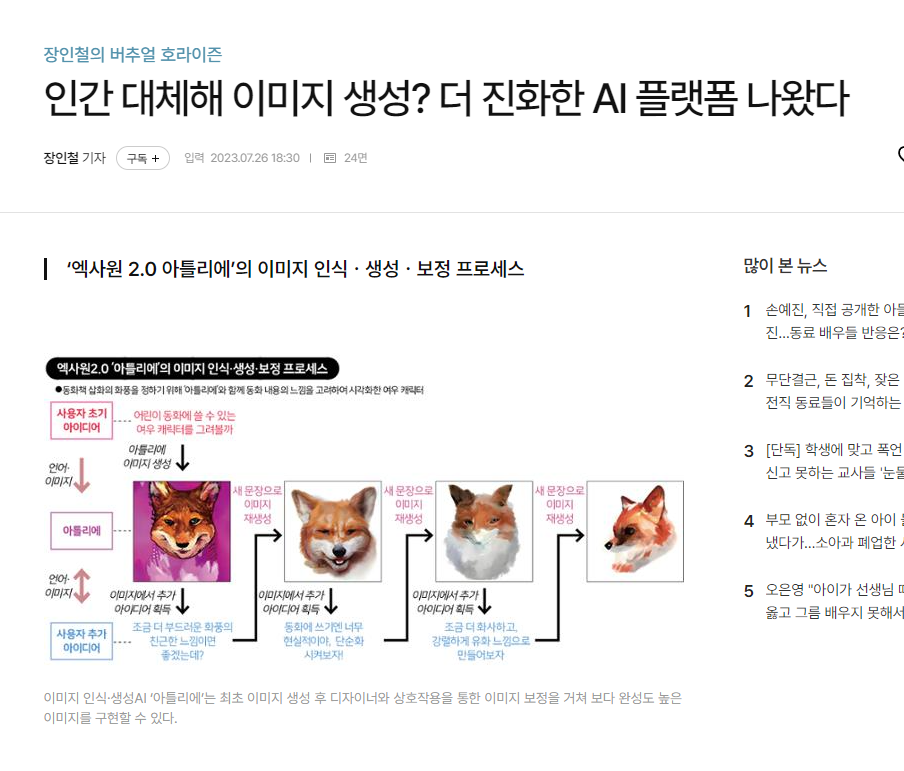 장인철의 버추얼 호라이즌
인간 대체해 이미지 생성? 더 진화한 AI 플랫폼 나왔다
장인철 기자 구독 + 입력 2023.07.26 18:30 | 24면
'엑사원 2.0 아틀리에'의 이미지 인식 · 생성 · 보정 프로세스
엑사원2.0 '아틀리에'의 이미지 인식·생성·보정 프로세스
●동화책 삽화의 화풍을 정하기 위해 '아틀리에'와 함께 동화 내용의 느낌을 고려하여 시각화한 여우 캐릭터
사용자 초기
아이디어
어린이 동화에 쓸 수 있는
여우 캐릭터를 그려볼까
아틀리에
이미지 생성
언어·
이미지
새 문장으로
이미지
재생성
새 문장으로
이미지
재생성
새 문장으로
이미지
재생성
아틀리에
언어·
이미지
이미지에서 추가
아이디어 획득
이미지에서 추가
아이디어 획득
이미지에서 추가
아이디어 획득
사용자 추가
아이디어
조금 더 부드러운 화풍의
친근한 느낌이면
좋겠는데?
동화에 쓰기엔 너무
현실적이야, 단순화
시켜보자!
조금 더 화사하고,
강렬하게 유화 느낌으로
만들어보자
이미지 인식·생성AI '아틀리에'는 최초 이미지 생성 후 디자이너와 상호작용을 통한 이미지 보정을 거쳐 보다 완성도 높은
이미지를 구현할 수 있다.
많이 본 뉴스
1 손예진, 직접 공개한 아들
진...동료 배우들 반응은?
2 무단결근, 돈 집착, 잦은
전직 동료들이 기억하는
3 [단독] 학생에 맞고 폭언
신고 못하는 교사들 '눈물
4 부모 없이 혼자 온 아이
냈다가...소아과 폐업한
5 오은영 "아이가 선생님
옳고 그름 배우지 못해서